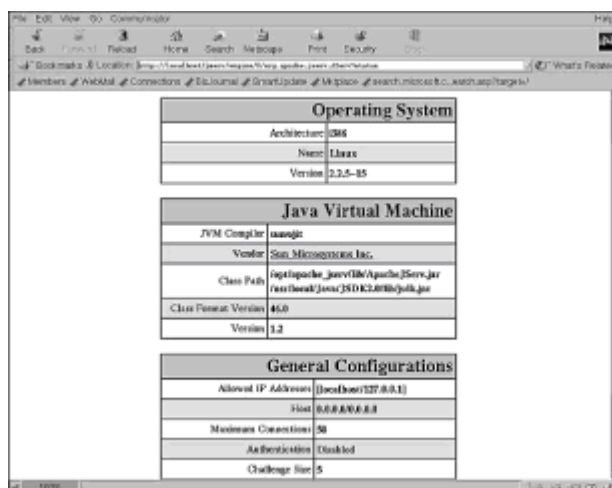 File Edit View Go Communicator Help
Back Forward Reload Home Search Netscape Print Security Stop
Bookmarks Location: What's Related
Members WebMail Connections BizJournal SmartUpdate Mktplace
Operating System
Architecture i386
Name Linux
Version 2.2.5-15
Java Virtual Machine
JVM Compiler sunwjit
Vendor Sun Microsystems Inc.
Class Path /opt/apache_jserv/lib/ApacheJServ.jar
/usr/local/java/JSDK2.0/lib/jsdk.jar
Class Format Version 46.0
Version 1.2
General Configurations
Allowed IP Addresses [localhost/127.0.0.1]
Host 0.0.0.0/0.0.0.0
Maximum Connections 50
Authentication Disabled
Challenge Size 5